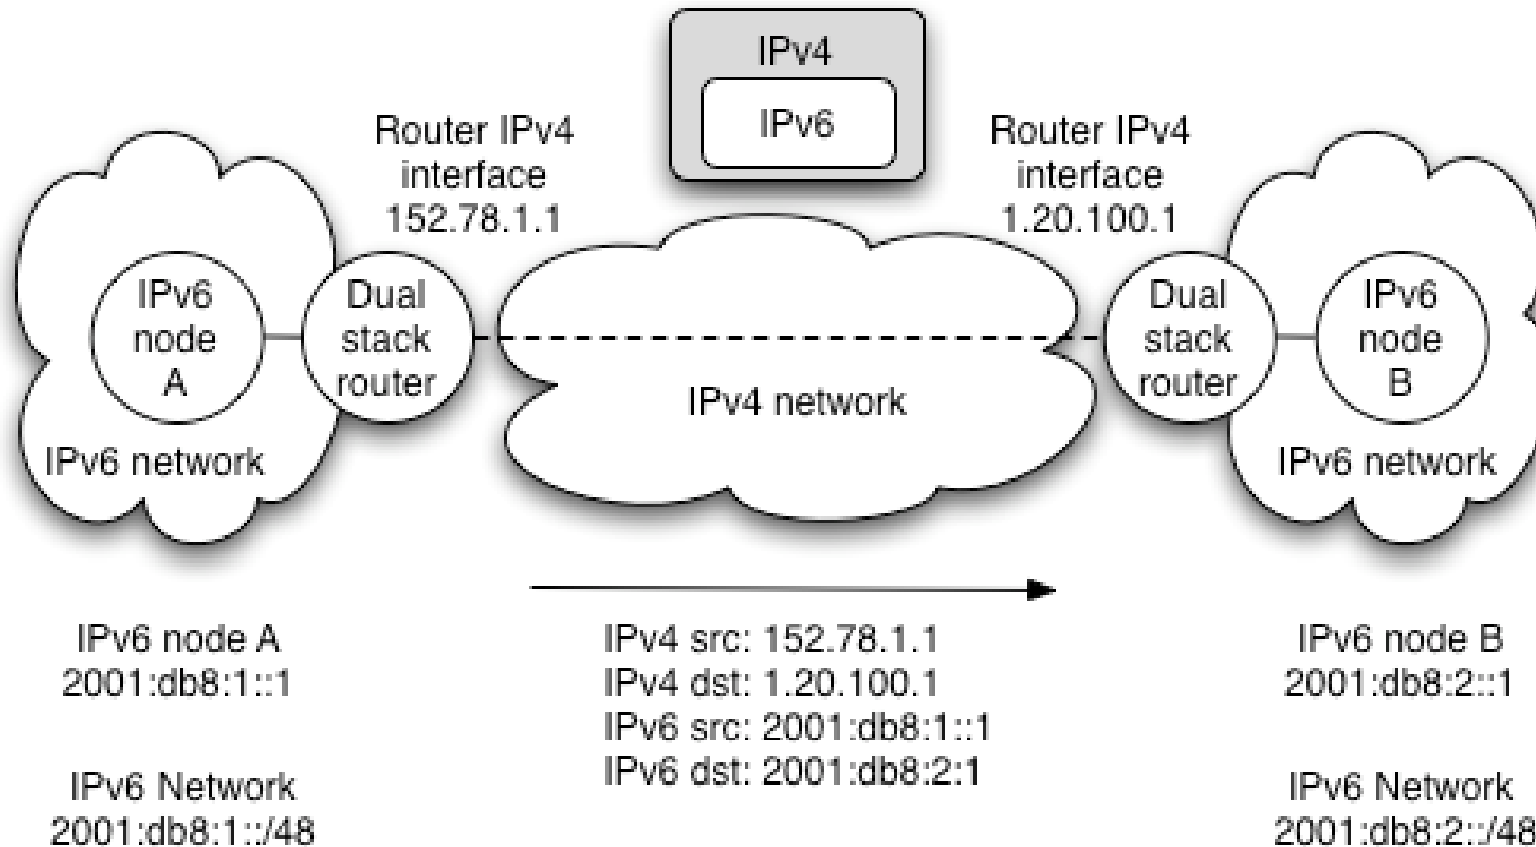 IPv4
IPv6
Router IPv4
interface
152.78.1.1
Router IPv4
interface
1.20.100.1
IPv6
node
A
Dual
stack
router
IPv6 network
IPv4 network
Dual
stack
router
IPv6
node
B
IPv6 network
IPv6 node A
2001:db8:1::1
IPv6 Network
2001:db8:1::/48
IPv4 src: 152.78.1.1
IPv4 dst: 1.20.100.1
IPv6 src: 2001:db8:1::1
IPv6 dst: 2001:db8:2:1
IPv6 node B
2001:db8:2::1
IPv6 Network
2001:db8:2::/48